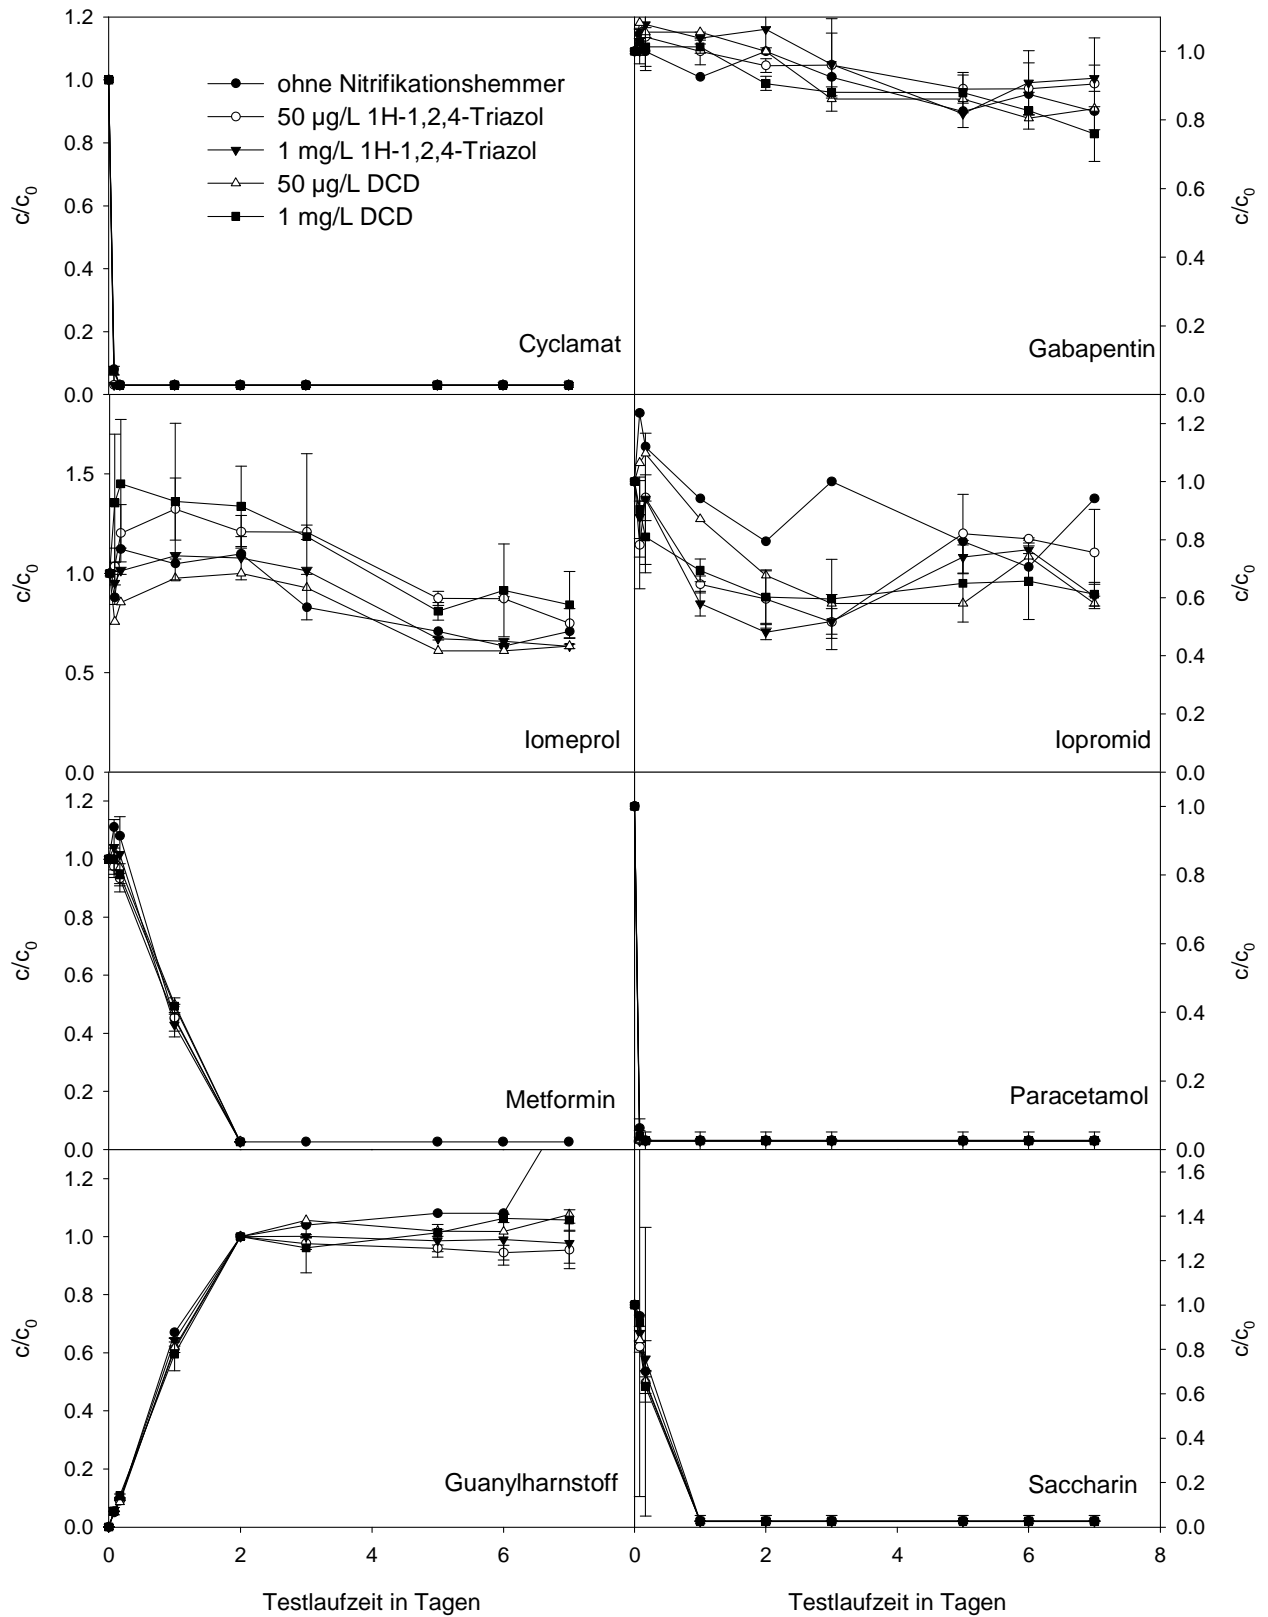 1.2
1.0
0.8
0.6
0.4
0.2
0.0
c/c0
ohne Nitrifikationshemmer
50 µg/L 1H-1,2,4-Triazol
1 mg/L 1H-1,2,4-Triazol
50 µg/L DCD
1 mg/L DCD
Cyclamat
1.0
0.8
0.6
0.4
0.2
0.0
c/c0
Gabapentin
1.5
1.0
0.5
0.0
c/c0
Iomeprol
1.2
1.0
0.8
0.6
0.4
0.2
0.0
c/c0
Iopromid
1.2
1.0
0.8
0.6
0.4
0.2
0.0
c/c0
Metformin
1.0
0.8
0.6
0.4
0.2
0.0
c/c0
Paracetamol
1.2
1.0
0.8
0.6
0.4
0.2
0.0
c/c0
Guanylharnstoff
1.6
1.4
1.2
1.0
0.8
0.6
0.4
0.2
0.0
c/c0
Saccharin
0 2 4 6
0 2 4 6 8
Testlaufzeit in Tagen
Testlaufzeit in Tagen